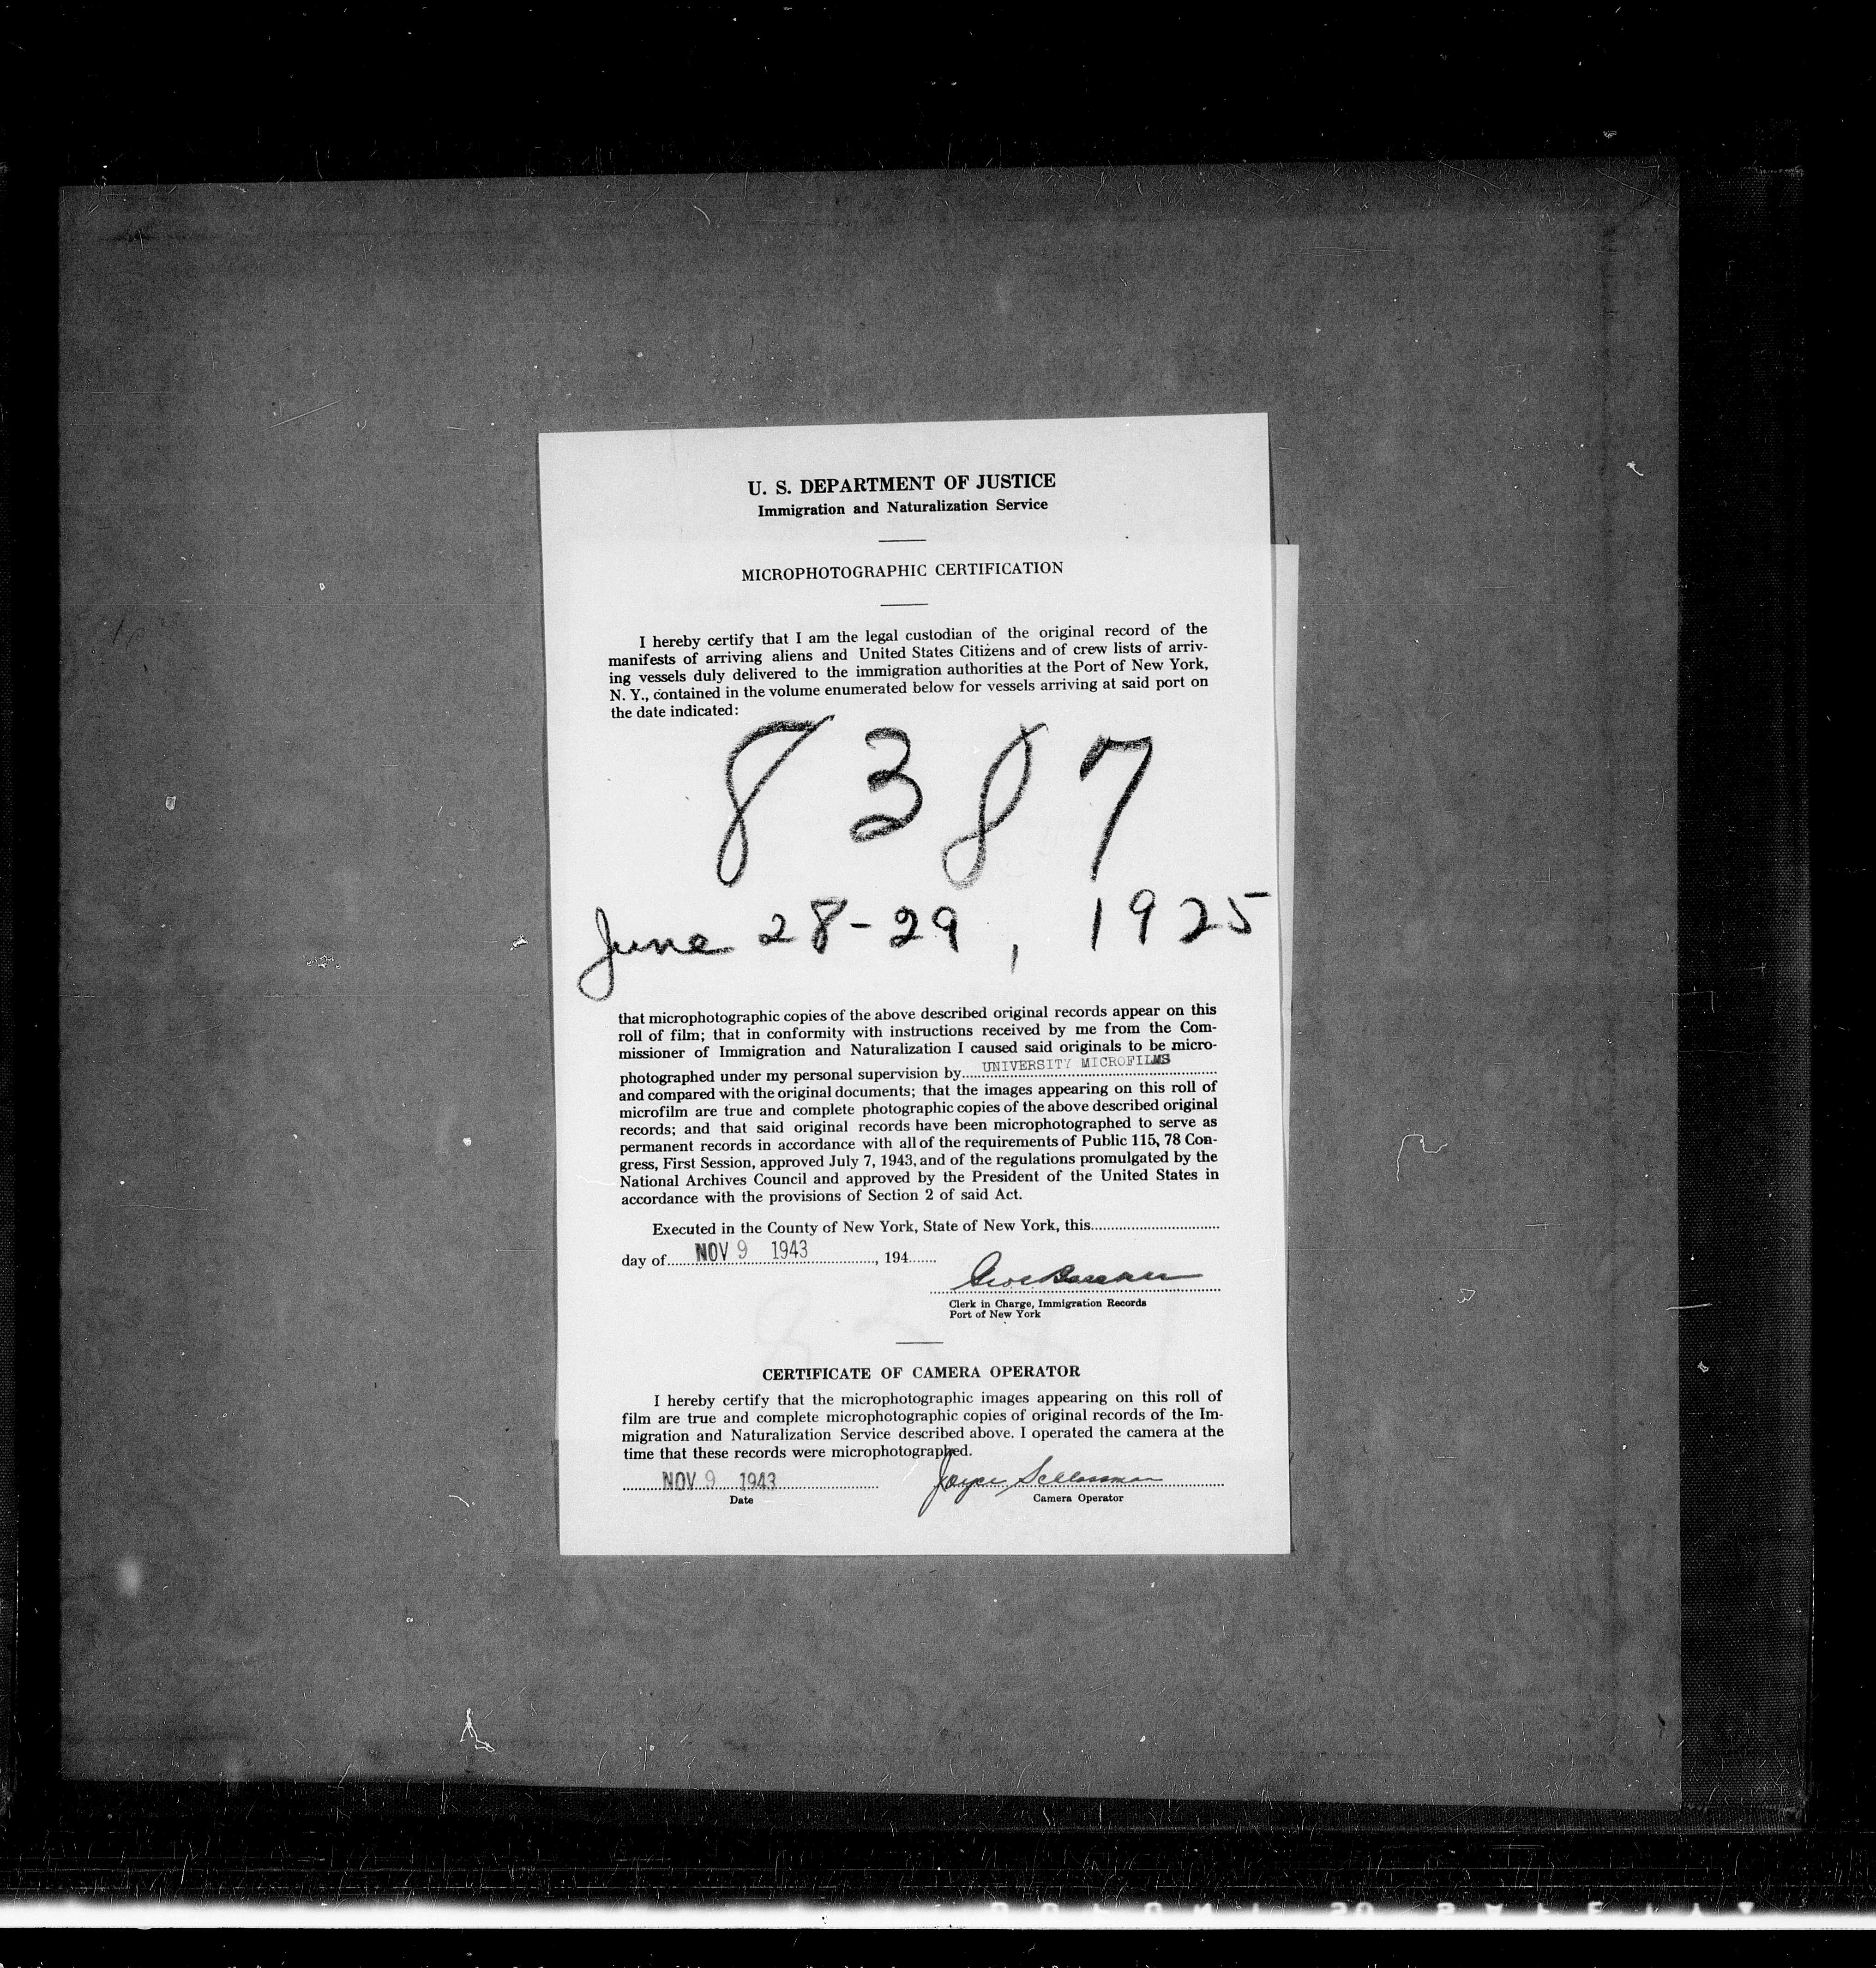 U. S. DEPARTMENT OF JUSTICE
Immigration and Naturalization Service
MICROPHOTOGRAPHIC CERTIFICATION
I hereby certify that I am the legal custodian of the original record of the
manifests of arriving aliens and United States Citizens and of crew lists of arriv-
ing vessels duly delivered to the immigration authorities at the Port of New York,
N. Y., contained in the volume enumerated below for vessels arriving at said port on
the date indicated:
8387
June 28-29, 1925
that microphotographic copies of the above described original records appear on this
roll of film; that in conformity with instructions received by me from the Com-
missioner of Immigration and Naturalization I caused said originals to be micro-
photographed under my personal supervision by UNIVERSITY MICROFILMS
and compared with the original documents; that the images appearing on this roll of
microfilm are true and complete photographic copies of the above described original
records; and that said original records have been microphotographed to serve as
permanent records in accordance with all of the requirements of Public 115, 78 Con-
gress, First Session, approved July 7, 1943, and of the regulations promulgated by the
National Archives Council and approved by the President of the United States in
accordance with the provisions of Section 2 of said Act.
Executed in the County of New York, State of New York, this
day of NOV 9 1943, 194
Clerk in Charge, Immigration Records
Port of New York
CERTIFICATE OF CAMERA OPERATOR
I hereby certify that the microphotographic images appearing on this roll of
film are true and complete microphotographic copies of original records of the Im-
migration and Naturalization Service described above. I operated the camera at the
time that these records were microphotographed.
NOV 9 1943 Joyce Schlossman
Date Camera Operator